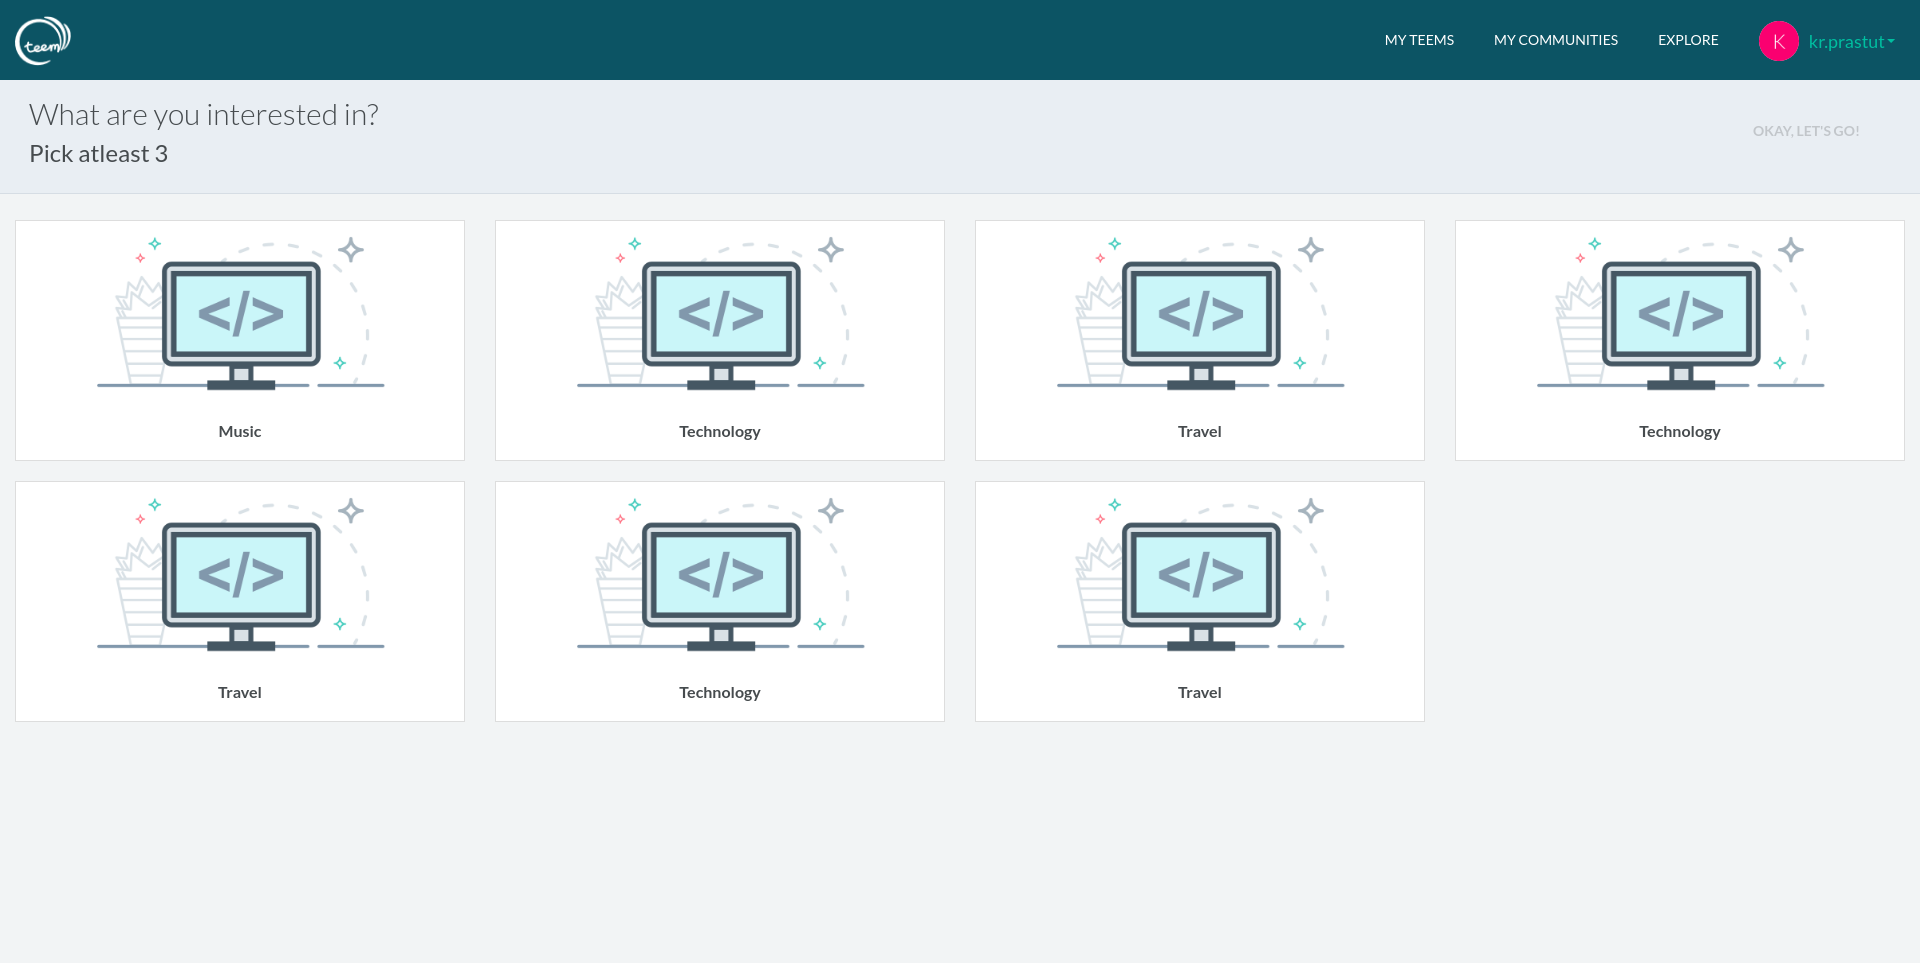 teem
MY TEEMS
MY COMMUNITIES
EXPLORE
K
kr.prastut
What are you interested in?
Pick atleast 3
OKAY, LET'S GO!
</>
</>
</>
</>
Music
Technology
Travel
Technology
</>
</>
</>
Travel
Technology
Travel